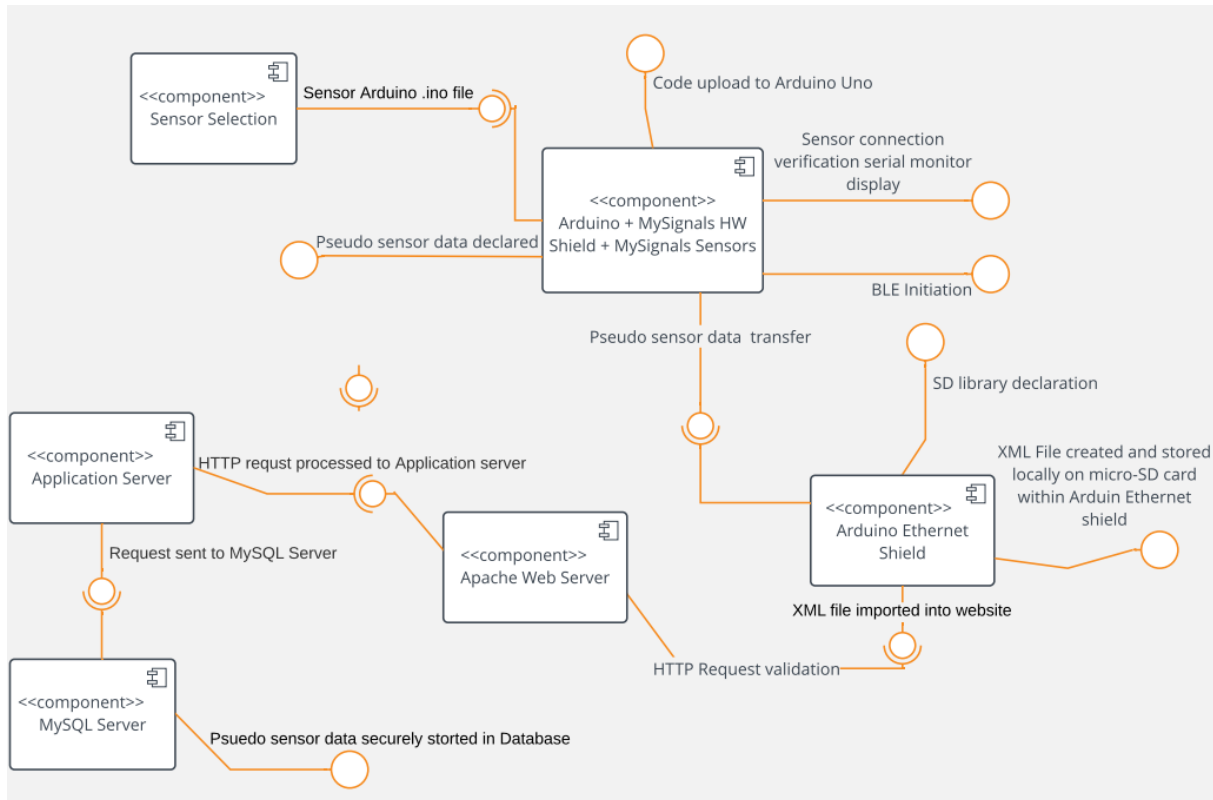 <<component>>
Sensor Selection
Sensor Arduino .ino file
Code upload to Arduino Uno
Sensor connection
verification serial monitor
display
<<component>>
Arduino + MySignals HW
Shield + MySignals Sensors
Pseudo sensor data declared
BLE Initiation
Pseudo sensor data  transfer
SD library declaration
XML File created and stored
locally on micro-SD card
within Arduin Ethernet
shield
<<component>>
Application Server
HTTP requst processed to Application server
<<component>>
Arduino Ethernet
Shield
<<component>>
Apache Web Server
Request sent to MySQL Server
XML file imported into website
HTTP Request validation
<<component>>
MySQL Server
Psuedo sensor data securely storted in Database